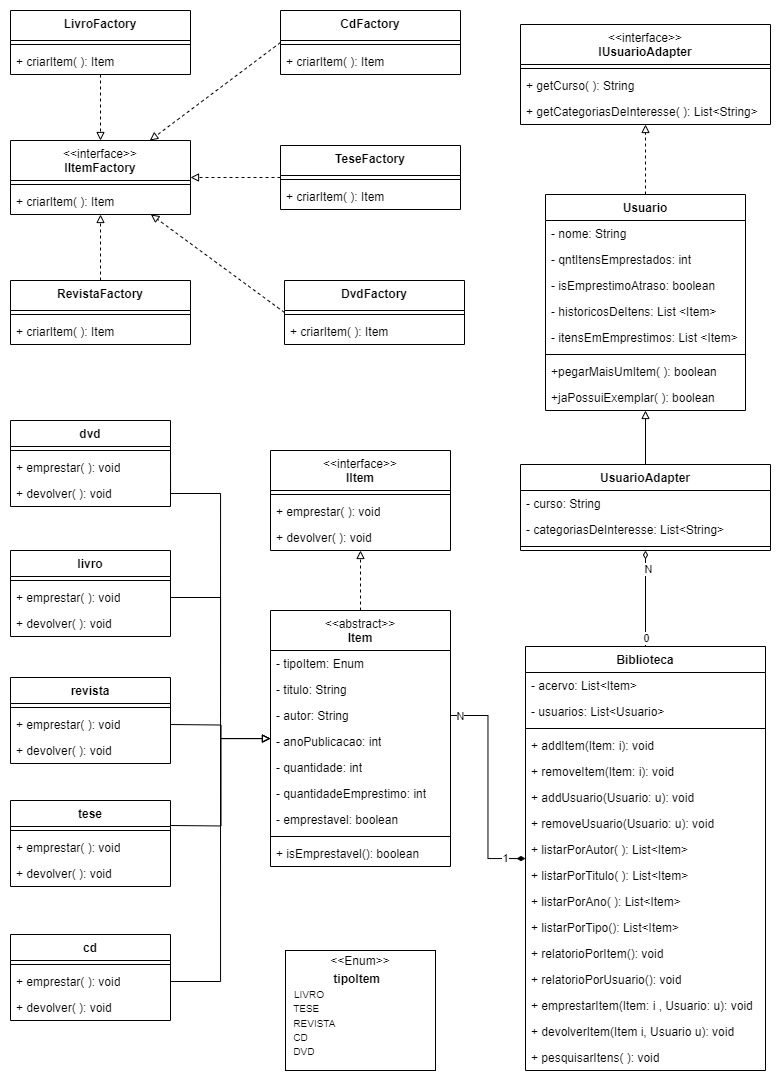 LivroFactory
+ criarItem( ): Item
CdFactory
+ criarItem( ): Item
<<interface>>
IUsuarioAdapter
+ getCurso( ): String
+ getCategoriasDeInteresse( ): List<String>
<<interface>>
IItemFactory
+ criarItem( ): Item
TeseFactory
+ criarItem( ): Item
Usuario
- nome: String
- qntItensEmprestados: int
- isEmprestimoAtraso: boolean
- historicosDeItens: List <Item>
- itensEmEmprestimos: List <Item>
+pegarMaisUmItem( ): boolean
+jaPossuiExemplar( ): boolean
RevistaFactory
+ criarItem( ): Item
DvdFactory
+ criarItem( ): Item
dvd
+ emprestar( ): void
+ devolver( ): void
<<interface>>
IItem
+ emprestar( ): void
+ devolver( ): void
UsuarioAdapter
- curso: String
- categoriasDeInteresse: List<String>
N
0
livro
+ emprestar( ): void
+ devolver( ): void
revista
+ emprestar( ): void
+ devolver( ): void
tese
+ emprestar( ): void
+ devolver( ): void
cd
+ emprestar( ): void
+ devolver( ): void
<<abstract>>
Item
- tipoItem: Enum
- titulo: String
- autor: String
- anoPublicacao: int
- quantidade: int
- quantidadeEmprestimo: int
- emprestavel: boolean
+ isEmprestavel(): boolean
N
1
Biblioteca
- acervo: List<Item>
- usuarios: List<Usuario>
+ addItem(Item: i): void
+ removeItem(Item: i): void
+ addUsuario(Usuario: u): void
+ removeUsuario(Usuario: u): void
+ listarPorAutor( ): List<Item>
+ listarPorTitulo( ): List<Item>
+ listarPorAno( ): List<Item>
+ listarPorTipo(): List<Item>
+ relatorioPorItem(): void
+ relatorioPorUsuario(): void
+ emprestarItem(Item: i , Usuario: u): void
+ devolverItem(Item i, Usuario u): void
+ pesquisarItens( ): void
<<Enum>>
tipoItem
LIVRO
TESE
REVISTA
CD
DVD